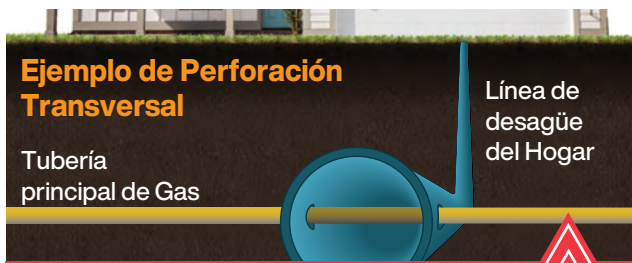 Ejemplo de Perforación
Transversal
Línea de
desagüe
del Hogar
Tubería
principal de Gas